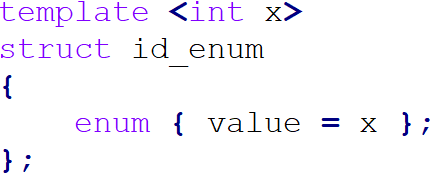 template <int x>
struct id_enum
{
    enum { value = x };
};